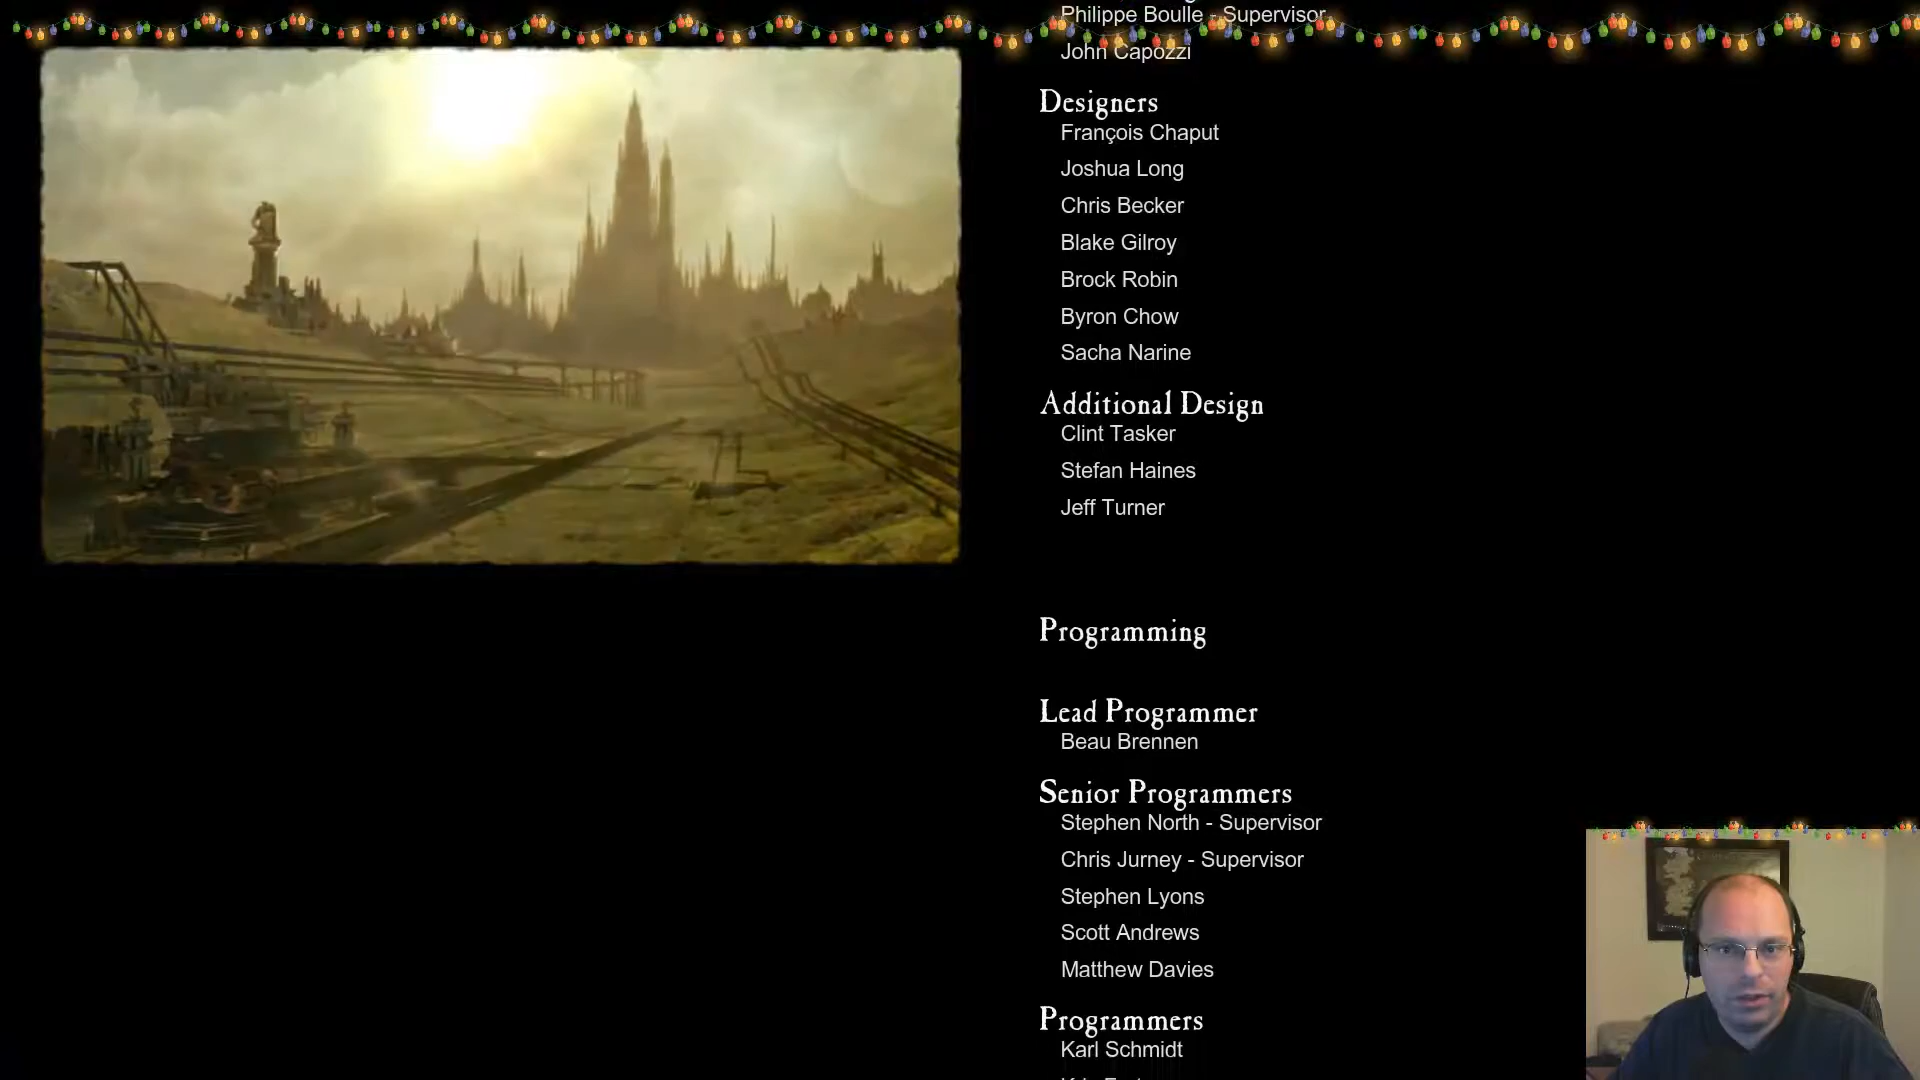 Philippe Boulle - Supervisor
John Capozzi
Designers
François Chaput
Joshua Long
Chris Becker
Blake Gilroy
Brock Robin
Byron Chow
Sacha Narine
Additional Design
Clint Tasker
Stefan Haines
Jeff Turner
Programming
Lead Programmer
Beau Brennen
Senior Programmers
Stephen North - Supervisor
Chris Jurney - Supervisor
Stephen Lyons
Scott Andrews
Matthew Davies
Programmers
Karl Schmidt